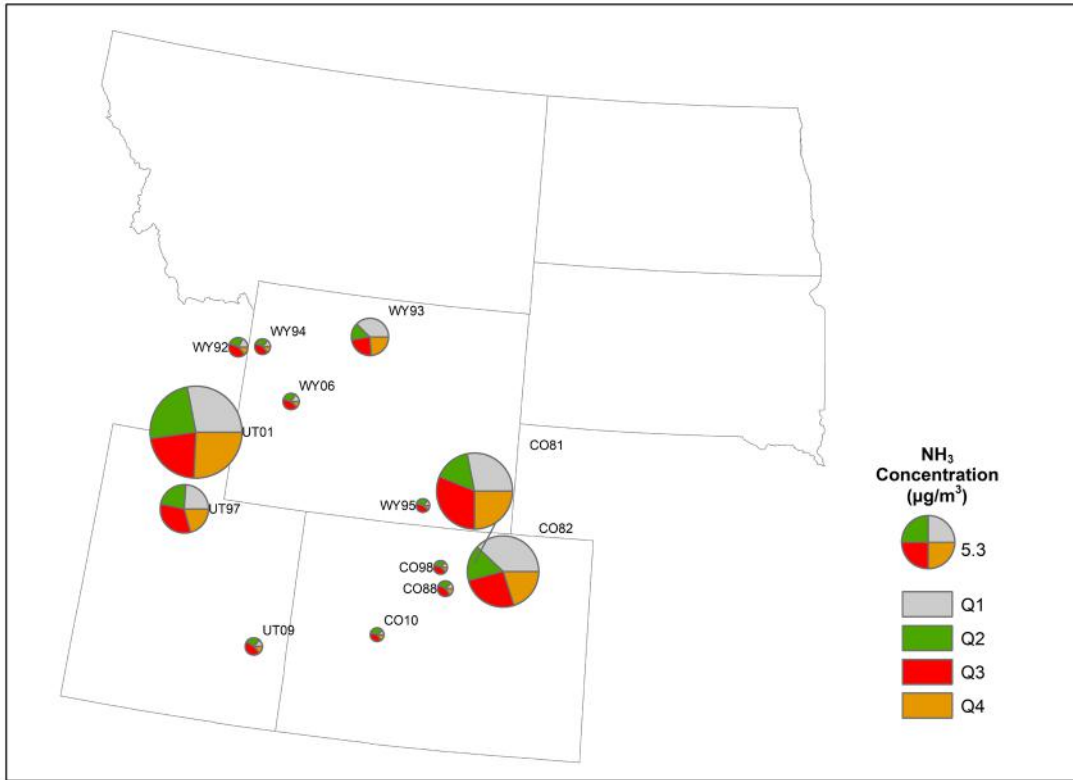 WY93
WY94
WY92
WY06
UT01
CO81
UT97
WY95
CO82
CO98
CO88
CO10
UT09
NH₃
Concentration
(µg/m³)
5.3
Q1
Q2
Q3
Q4